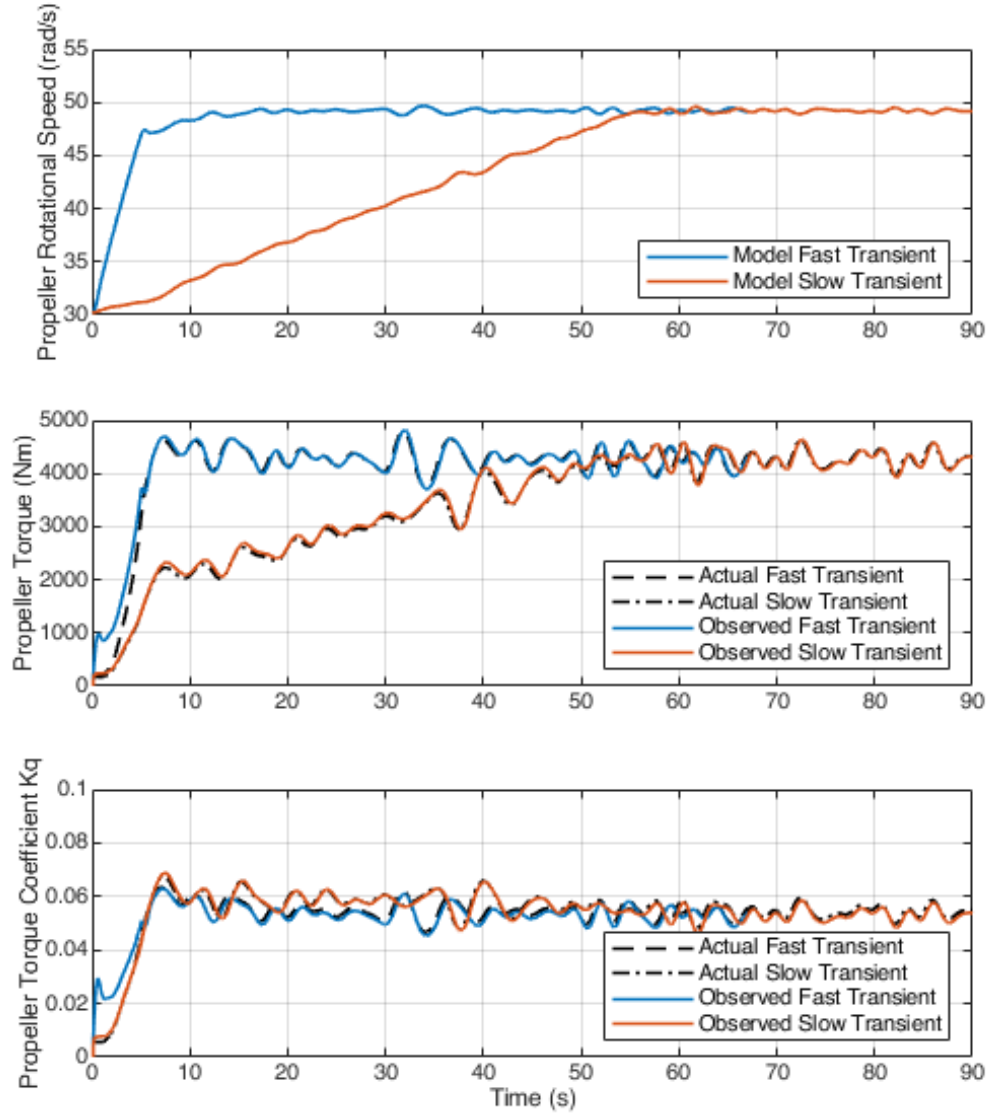 Propeller Rotational Speed (rad/s)
55
50
45
40
35
30
Model Fast Transient
Model Slow Transient
0 10 20 30 40 50 60 70 80 90
Propeller Torque (Nm)
5000
4000
3000
2000
1000
0
Actual Fast Transient
Actual Slow Transient
Observed Fast Transient
Observed Slow Transient
0 10 20 30 40 50 60 70 80 90
Propeller Torque Coefficient Kq
0.1
0.08
0.06
0.04
0.02
0
Actual Fast Transient
Actual Slow Transient
Observed Fast Transient
Observed Slow Transient
0 10 20 30 40 50 60 70 80 90
Time (s)